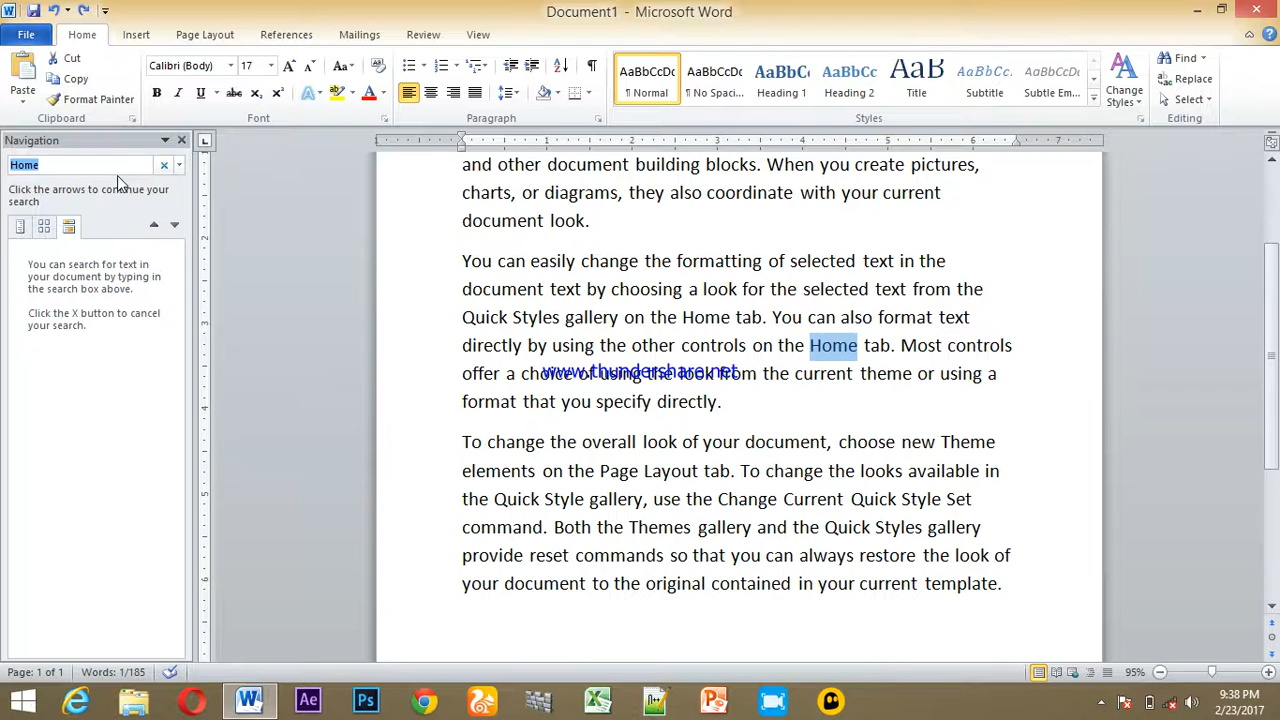 Document1 - Microsoft Word
File Home Insert Page Layout References Mailings Review View
Paste
Cut
Copy
Format Painter
Clipboard
Calibri (Body) 17
Font
Paragraph
AaBbCcDc AaBbCcDc AaBbC AaBbCc AaB AaBbCcI AaBbCcDc
¶ Normal ¶ No Spaci... Heading 1 Heading 2 Title Subtitle Subtle Em...
Styles
Change
Styles
Find
Replace
Select
Editing
Navigation
Home
Click the arrows to continue your
search
You can search for text in
your document by typing in
the search box above.
Click the X button to cancel
your search.
and other document building blocks. When you create pictures,
charts, or diagrams, they also coordinate with your current
document look.
You can easily change the formatting of selected text in the
document text by choosing a look for the selected text from the
Quick Styles gallery on the Home tab. You can also format text
directly by using the other controls on the Home tab. Most controls
offer a choice of using the look from the current theme or using a
www.thundershare.net
format that you specify directly.
To change the overall look of your document, choose new Theme
elements on the Page Layout tab. To change the looks available in
the Quick Style gallery, use the Change Current Quick Style Set
command. Both the Themes gallery and the Quick Styles gallery
provide reset commands so that you can always restore the look of
your document to the original contained in your current template.
Page: 1 of 1 Words: 1/185
95%
9:38 PM
2/23/2017